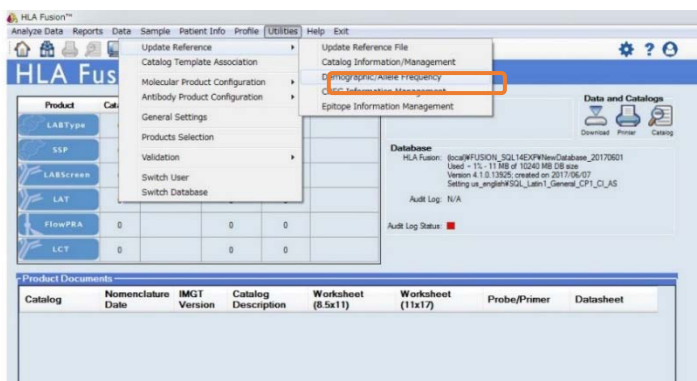 HLA Fusion™
Analyze Data Reports Data Sample Patient Info Profile Utilities Help Exit
Update Reference
Update Reference File
Catalog Template Association
Catalog Information/Management
HLA Fus
Molecular Product Configuration
Demographic/Allele Frequency
Antibody Product Configuration
Information Management
Epitope Information Management
General Settings
Products Selection
Validation
Switch User
Switch Database
Product
LABType
SSP
LABScreen
LAT
FlowPRA 0 0 0
LCT 0 0 0
Data and Catalogs
Download Printer Catalog
Database
HLA Fusion: (local)¥FUSION_SQL14EXP¥NewDatabase_20170601
Used ~ 1% - 11 MB of 10240 MB DB size
Version 4.1.0.13925; created on 2017/06/07
Setting us_english¥SQL_Latin1_General_CP1_CI_AS
Audit Log: N/A
Audit Log Status:
Product Documents
Catalog
Nomenclature Date
IMGT Version
Catalog Description
Worksheet (8.5x11)
Worksheet (11x17)
Probe/Primer
Datasheet